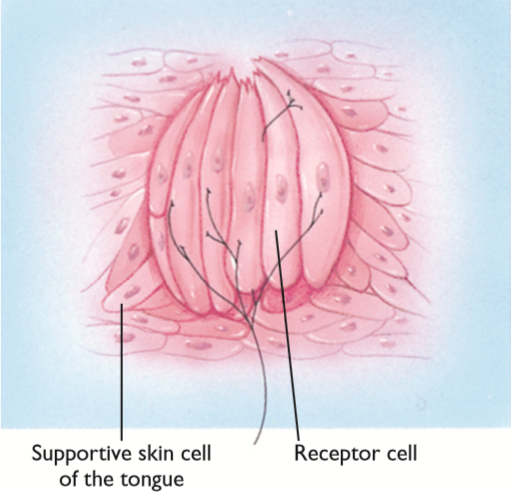 Supportive skin cell
of the tongue
Receptor cell